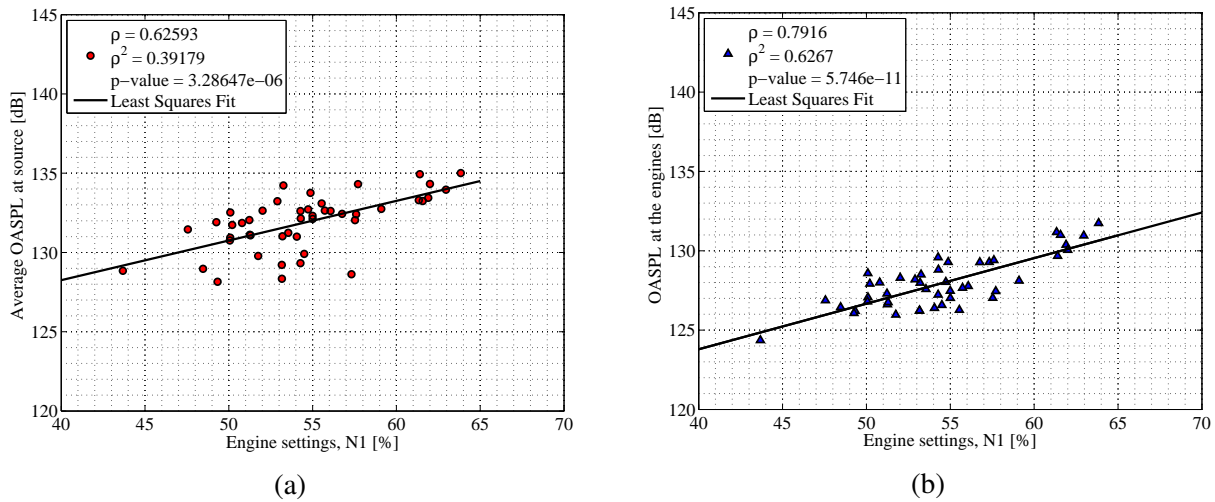 145
140
135
130
125
120
Average OASPL at source [dB]
ρ = 0.62593
ρ² = 0.39179
p−value = 3.28647e−06
Least Squares Fit
40 45 50 55 60 65 70
Engine settings, N1 [%]
(a)
145
140
135
130
125
120
OASPL at the engines [dB]
ρ = 0.7916
ρ² = 0.6267
p−value = 5.746e−11
Least Squares Fit
40 45 50 55 60 65 70
Engine settings, N1 [%]
(b)